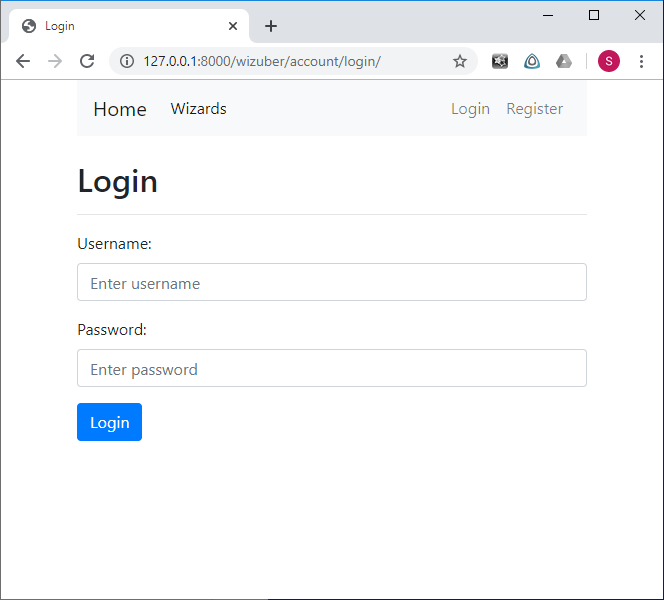 Login
127.0.0.1:8000/wizuber/account/login/
S
Home Wizards Login Register
Login
Username:
Enter username
Password:
Enter password
Login